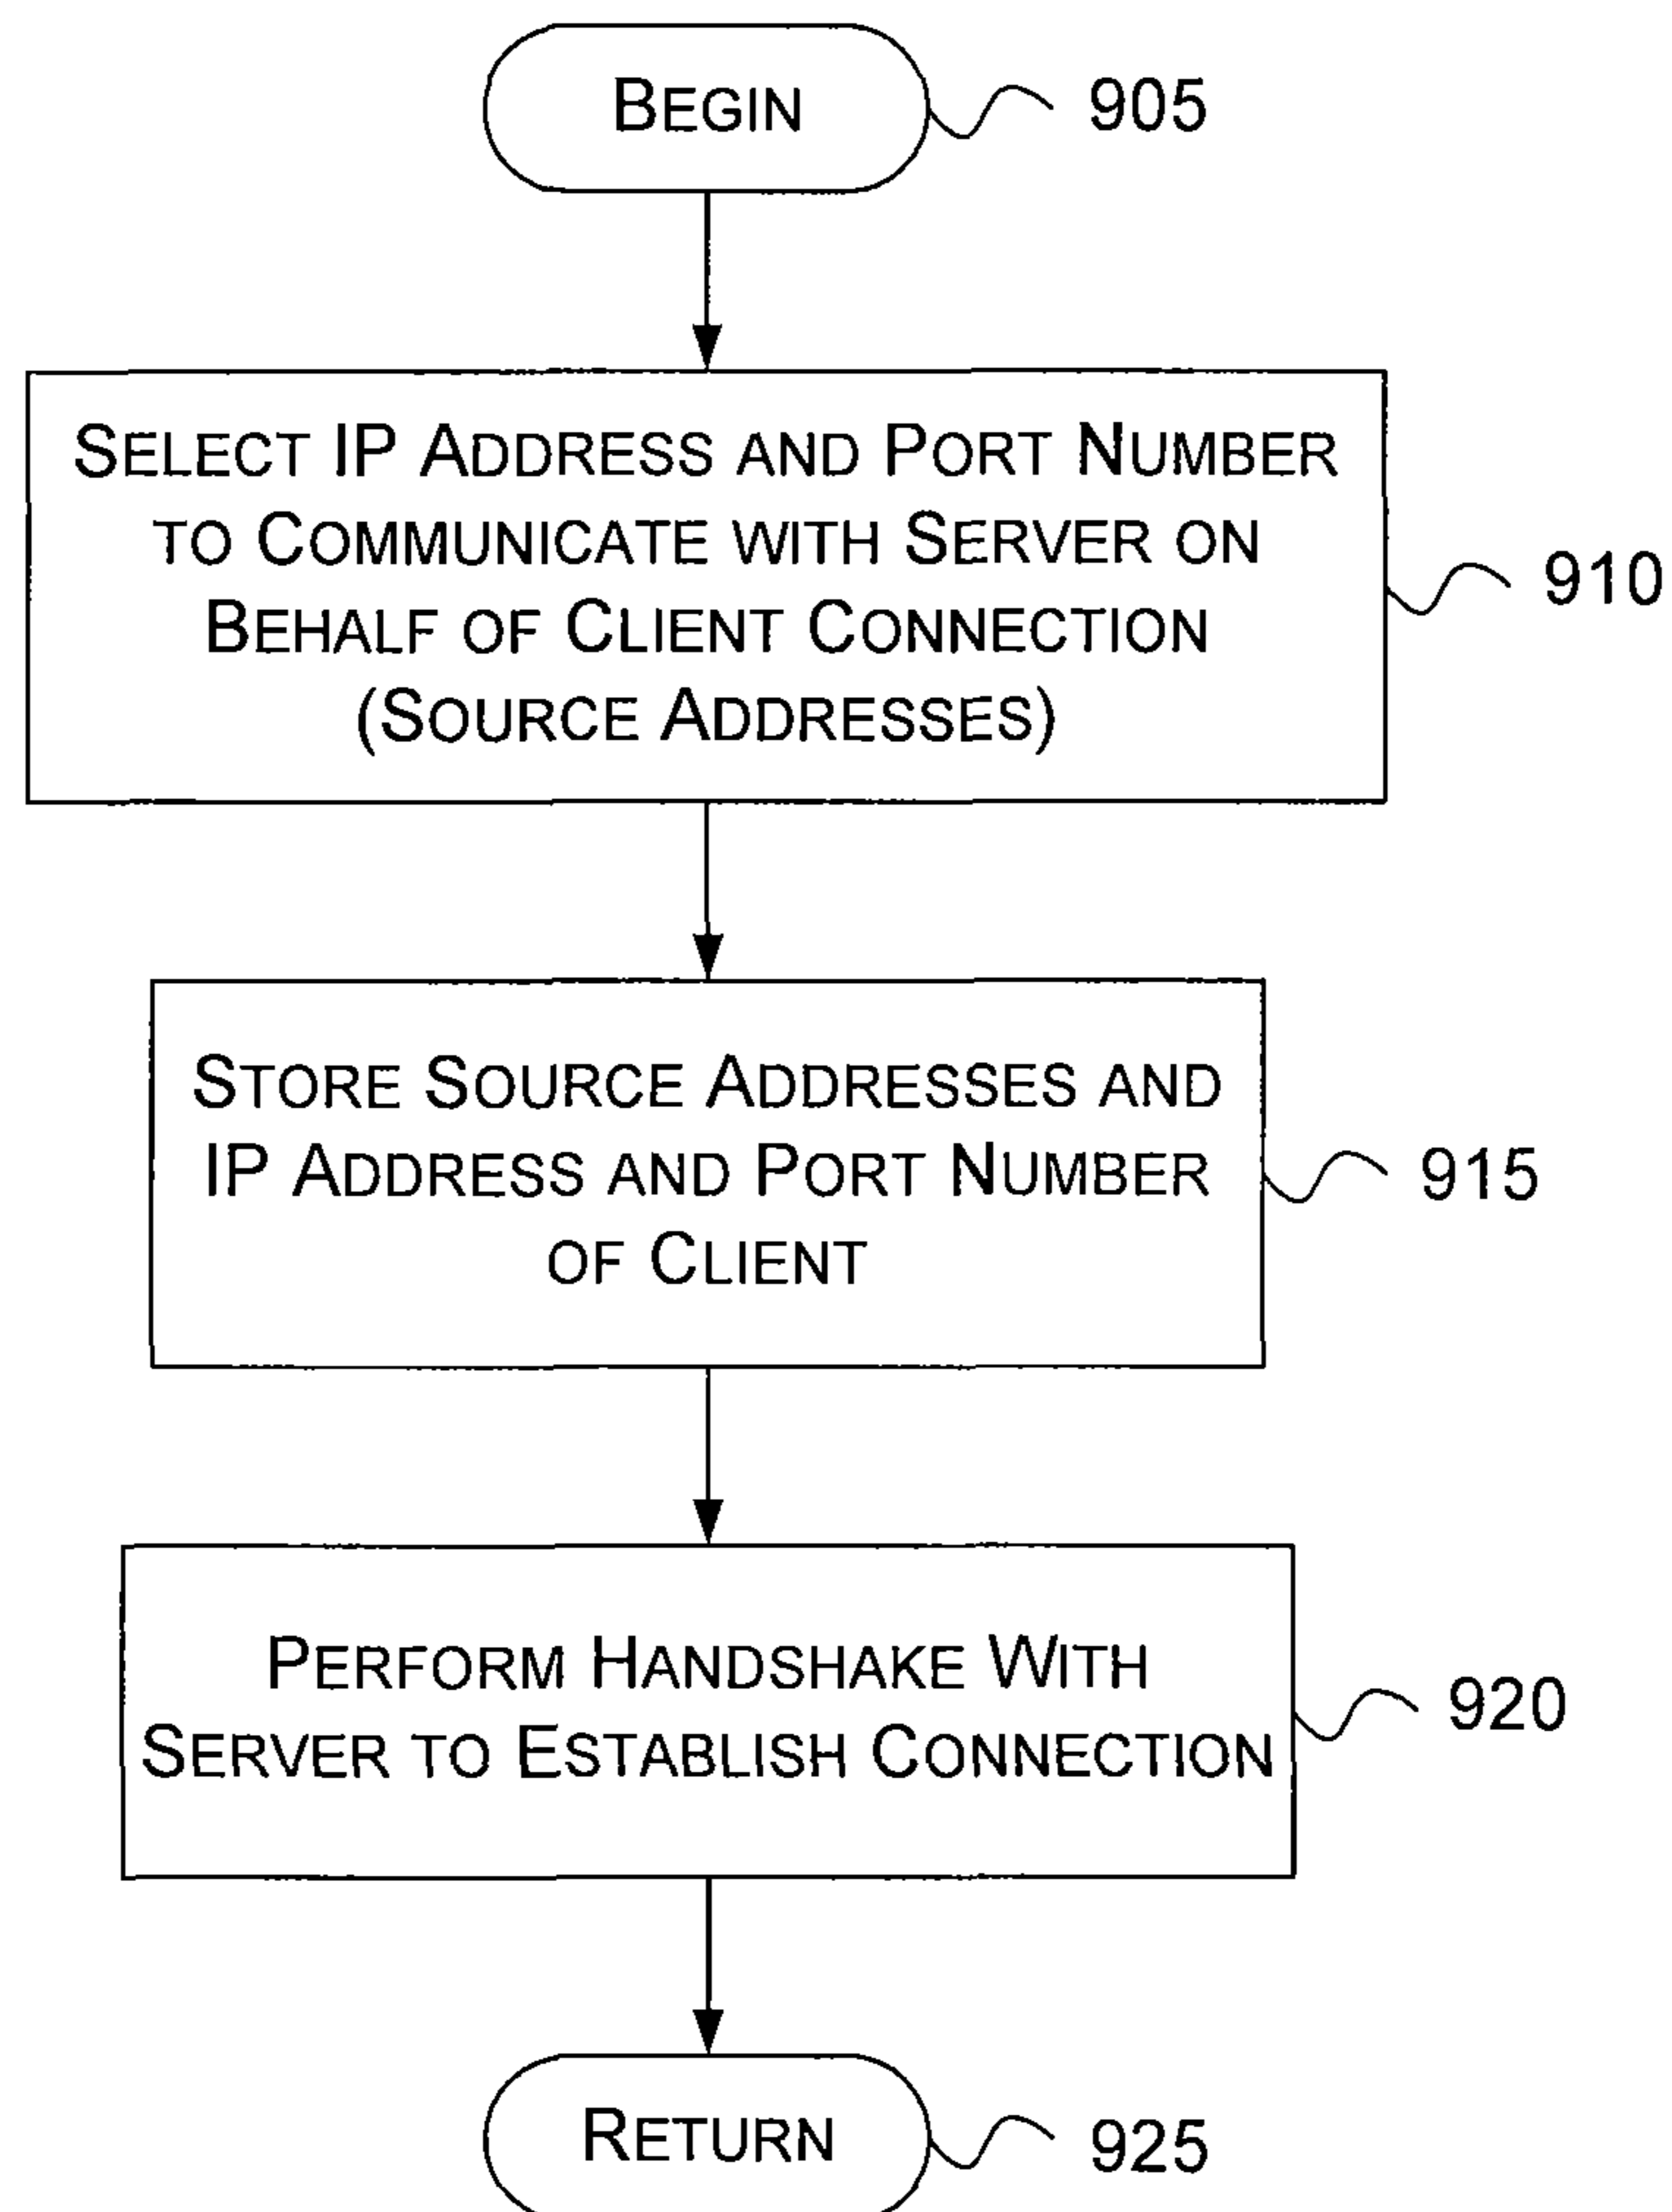 BEGIN
905
SELECT IP ADDRESS AND PORT NUMBER
TO COMMUNICATE WITH SERVER ON
BEHALF OF CLIENT CONNECTION
(SOURCE ADDRESSES)
910
STORE SOURCE ADDRESSES AND
IP ADDRESS AND PORT NUMBER
OF CLIENT
915
PERFORM HANDSHAKE WITH
SERVER TO ESTABLISH CONNECTION
920
RETURN
925